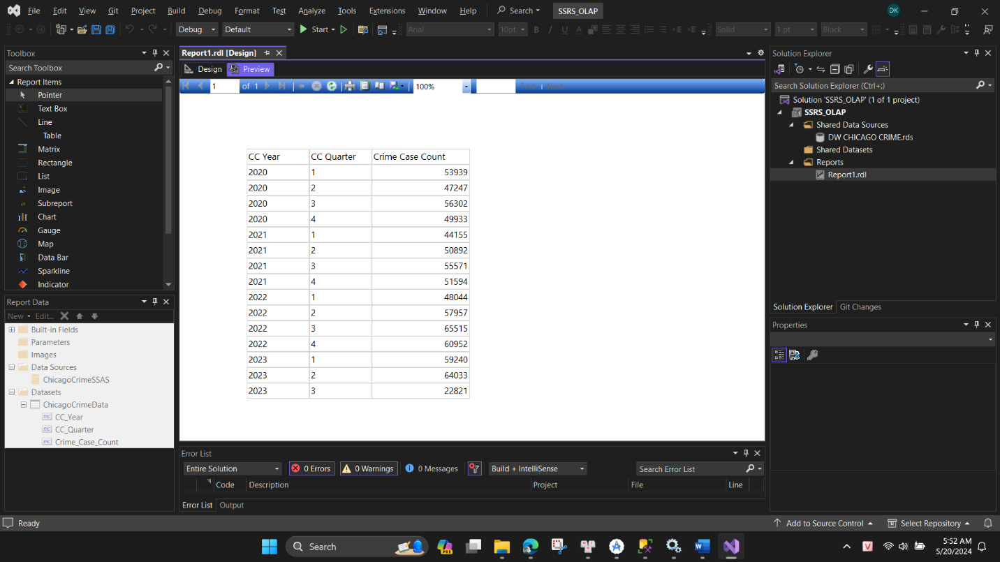 File Edit View Git Project Build Debug Format Test Analyze Tools Extensions Window Help Search SSRS_OLAP DK
Debug Default Start Arial 10pt B I U A Solid 1 pt Black
Toolbox
Search Toolbox
Report Items
Pointer
Text Box
Line
Table
Matrix
Rectangle
List
Image
Subreport
Chart
Gauge
Map
Data Bar
Sparkline
Indicator
Report Data
New Edit...
Built-in Fields
Parameters
Images
Data Sources
ChicagoCrimeSSAS
Datasets
ChicagoCrimeData
CC_Year
CC_Quarter
Crime_Case_Count
Report1.rdl [Design]
Design Preview
1 of 1 100% Find | Next
CC Year CC Quarter Crime Case Count
2020 1 53939
2020 2 47247
2020 3 56302
2020 4 49933
2021 1 44155
2021 2 50892
2021 3 55571
2021 4 51594
2022 1 48044
2022 2 57957
2022 3 65515
2022 4 60952
2023 1 59240
2023 2 64033
2023 3 22821
Error List
Entire Solution 0 Errors 0 Warnings 0 Messages Build + IntelliSense Search Error List
Code Description Project File Line
Error List Output
Solution Explorer
Search Solution Explorer (Ctrl+;)
Solution 'SSRS_OLAP' (1 of 1 project)
SSRS_OLAP
Shared Data Sources
DW CHICAGO CRIME.rds
Shared Datasets
Reports
Report1.rdl
Solution Explorer Git Changes
Properties
Ready Add to Source Control Select Repository
Search PRE V 5:52 AM
5/20/2024